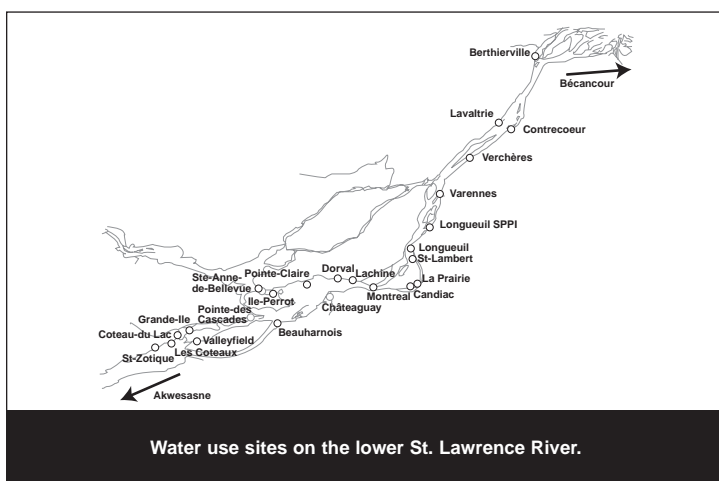 Berthierville
Bécancour
Lavaltrie
Contrecoeur
Verchères
Varennes
Longueuil SPPI
Longueuil
St-Lambert
Ste-Anne-
de-Bellevue
Pointe-Claire
Dorval
Lachine
La Prairie
Ile-Perrot
Montreal
Candiac
Châteaguay
Pointe-des
Cascades
Grande-Ile
Beauharnois
Coteau du Lac
Valleyfield
Les Coteaux
St-Zotique
Akwesasne
Water use sites on the lower St. Lawrence River.